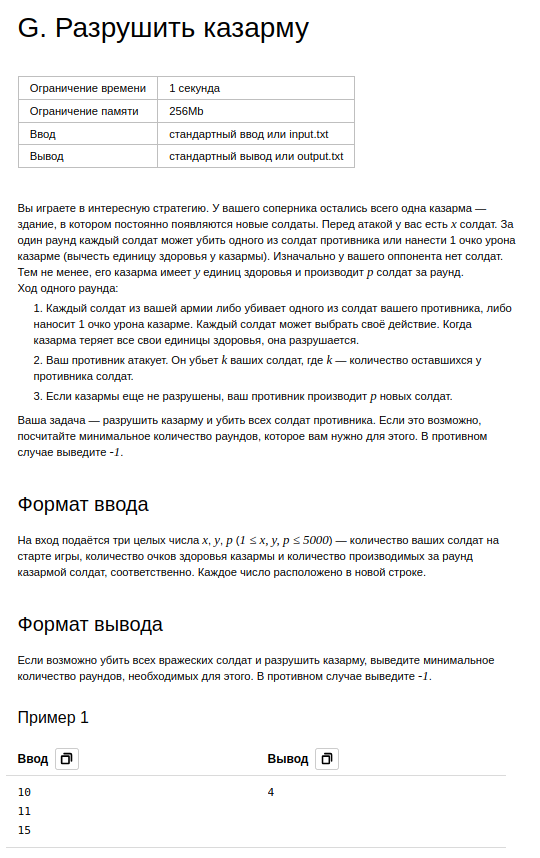 G. Разрушить казарму
Ограничение времени 1 секунда
Ограничение памяти 256Mb
Ввод стандартный ввод или input.txt
Вывод стандартный вывод или output.txt
Вы играете в интересную стратегию. У вашего соперника остались всего одна казарма —
здание, в котором постоянно появляются новые солдаты. Перед атакой у вас есть x солдат. За
один раунд каждый солдат может убить одного из солдат противника или нанести 1 очко урона
казарме (вычесть единицу здоровья у казармы). Изначально у вашего оппонента нет солдат.
Тем не менее, его казарма имеет y единиц здоровья и производит p солдат за раунд.
Ход одного раунда:
1. Каждый солдат из вашей армии либо убивает одного из солдат вашего противника, либо
наносит 1 очко урона казарме. Каждый солдат может выбрать своё действие. Когда
казарма теряет все свои единицы здоровья, она разрушается.
2. Ваш противник атакует. Он убьет k ваших солдат, где k — количество оставшихся у
противника солдат.
3. Если казармы еще не разрушены, ваш противник производит p новых солдат.
Ваша задача — разрушить казарму и убить всех солдат противника. Если это возможно,
посчитайте минимальное количество раундов, которое вам нужно для этого. В противном
случае выведите -1.
Формат ввода
На вход подаётся три целых числа x, y, p (1 ≤ x, y, p ≤ 5000) — количество ваших солдат на
старте игры, количество очков здоровья казармы и количество производимых за раунд
казармой солдат, соответственно. Каждое число расположено в новой строке.
Формат вывода
Если возможно убить всех вражеских солдат и разрушить казарму, выведите минимальное
количество раундов, необходимых для этого. В противном случае выведите -1.
Пример 1
Ввод Вывод
10 4
11
15